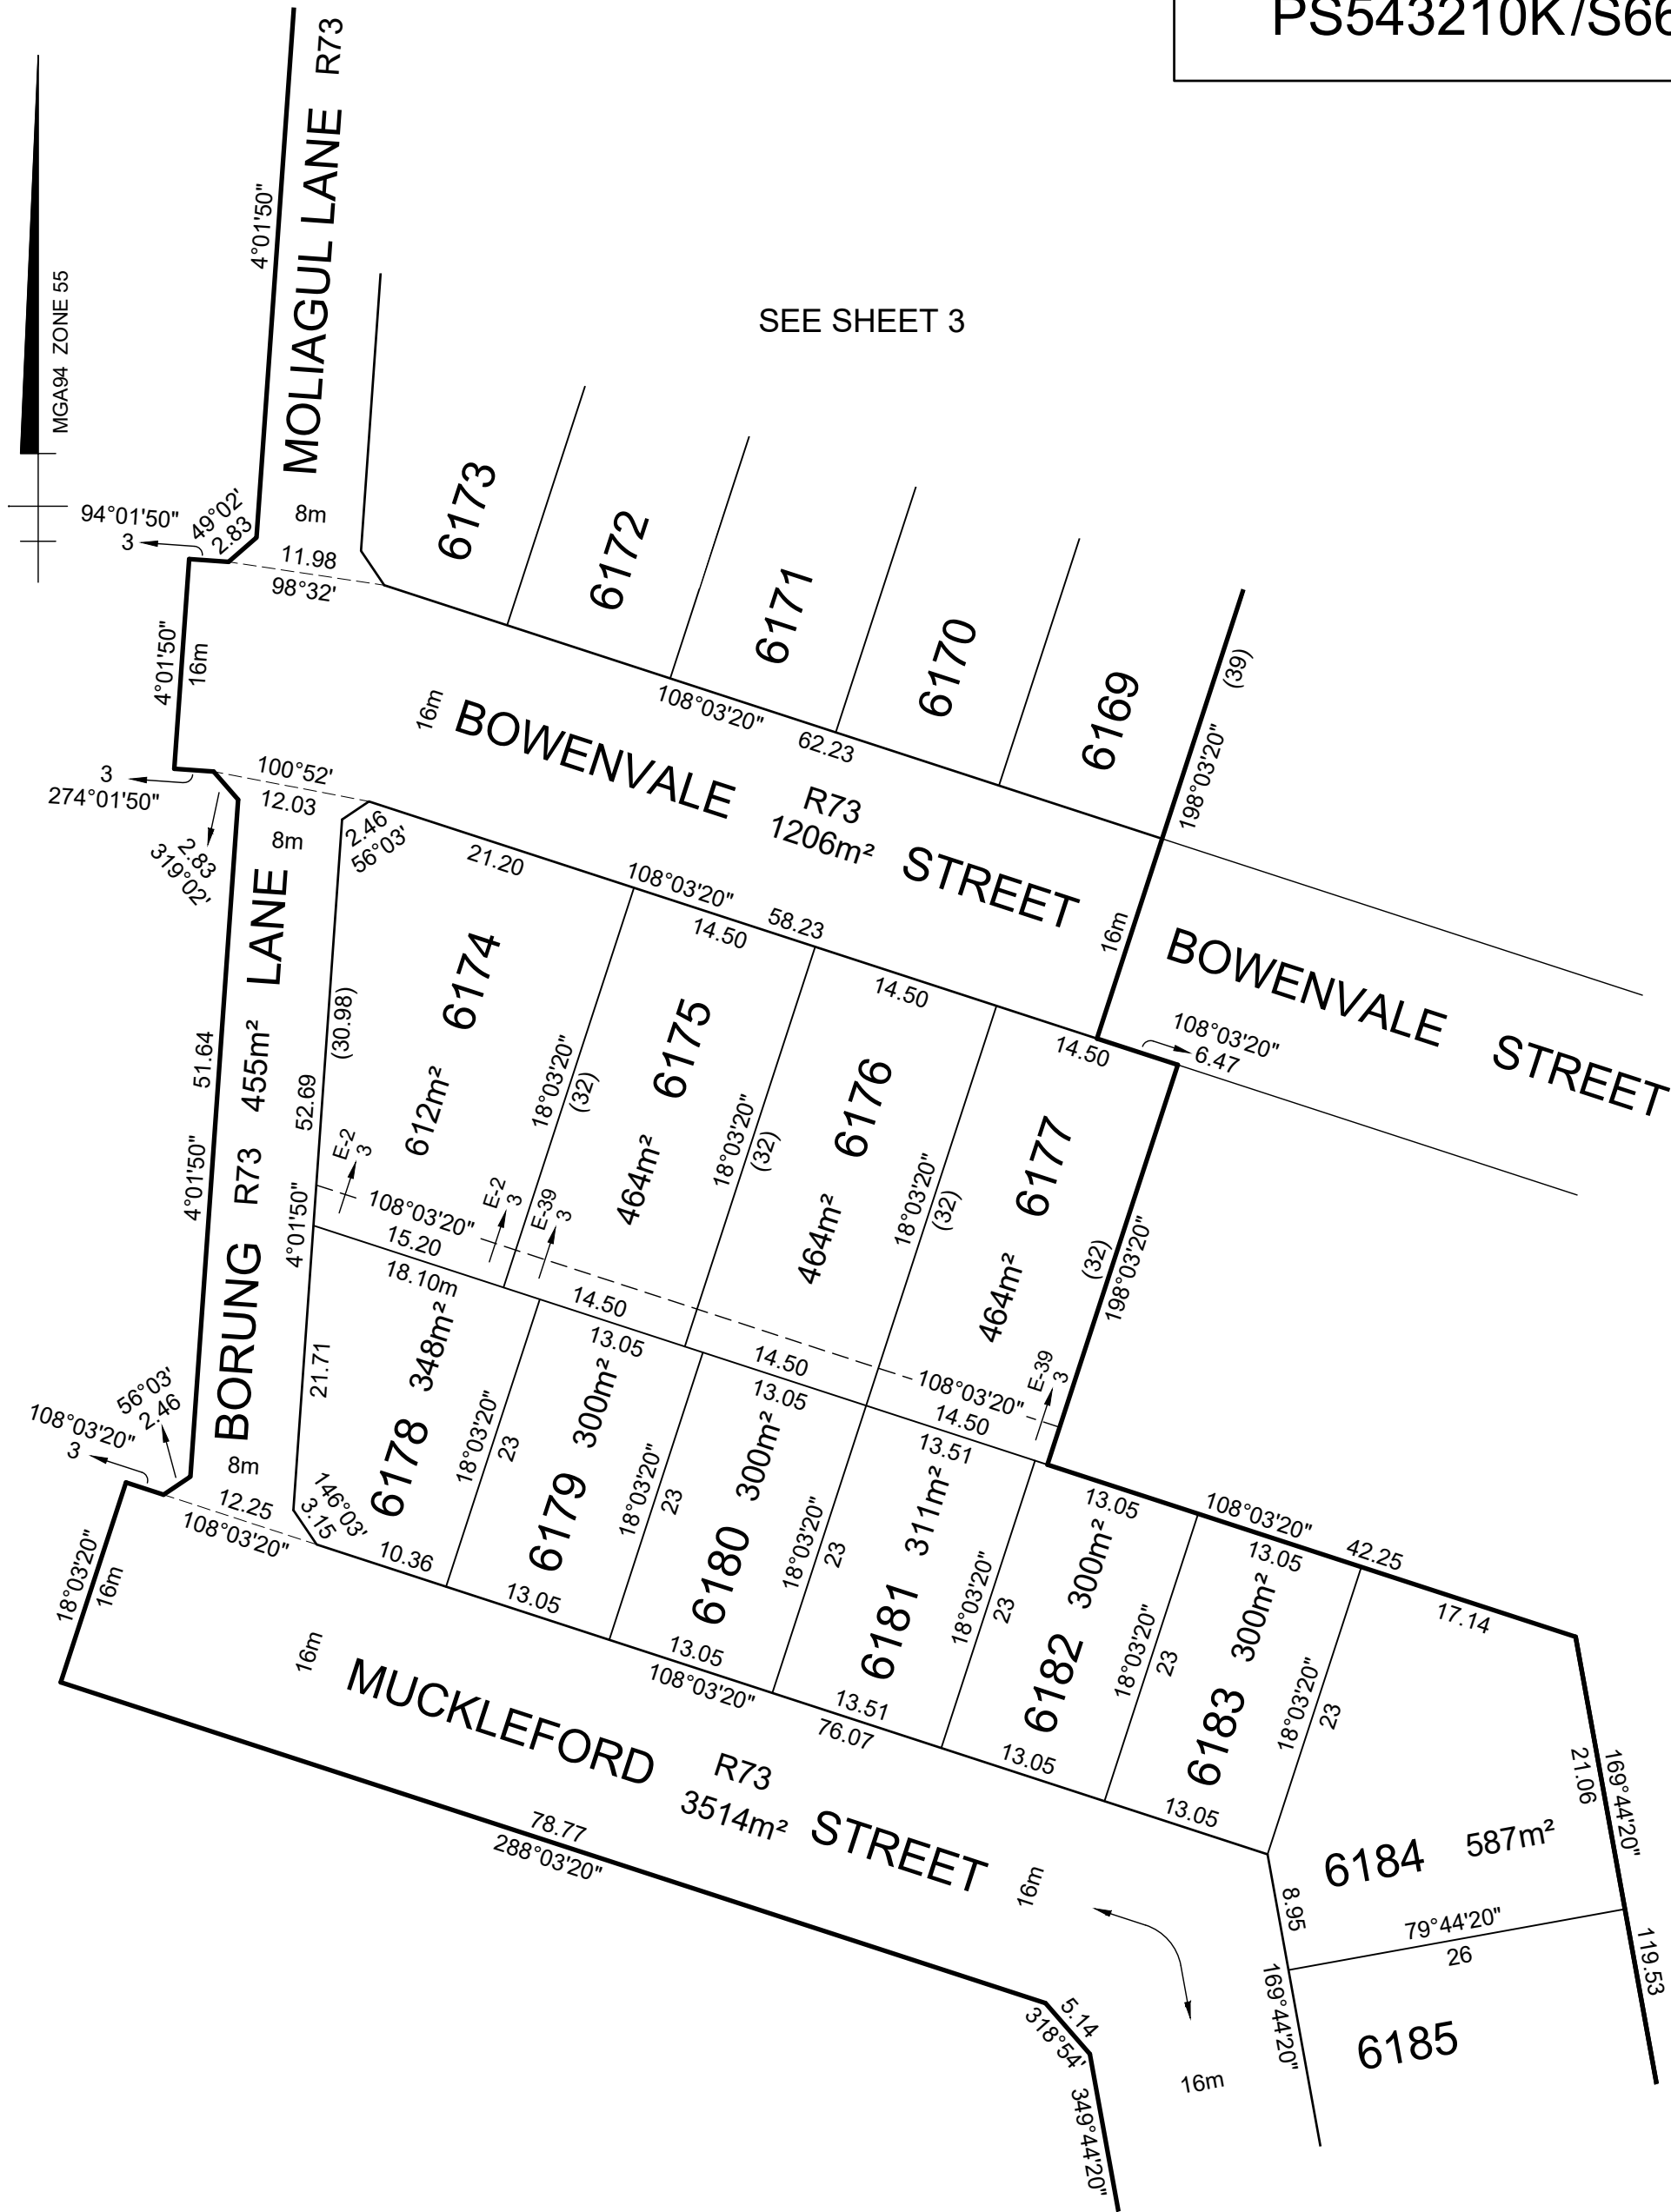 PS543210K/S66
MGA94 ZONE 55
MOLIAGUL LANE R73
4°01'50"
SEE SHEET 3
94°01'50"
3
49°02'
2.83
8m
11.98
98°32'
6173
6172
6171
6170
6169
(39)
198°03'20"
4°01'50"
16m
16m
108°03'20"
62.23
BOWENVALE STREET
R73
1206m²
16m
BOWENVALE STREET
3
274°01'50"
100°52'
12.03
8m
2.83
319°02'
2.46
56°03'
21.20
108°03'20"
58.23
14.50
14.50
14.50
108°03'20"
6.47
BORUNG R73 455m² LANE
51.64
4°01'50"
(30.98)
52.69
4°01'50"
21.71
6174
612m²
18°03'20"
(32)
6175
464m²
18°03'20"
(32)
6176
464m²
18°03'20"
(32)
6177
464m²
(32)
198°03'20"
E-2
3
108°03'20"
15.20
E-2
3
E-39
3
18.10m
14.50
13.05
14.50
13.05
108°03'20"
14.50
13.51
E-39
3
56°03'
2.46
108°03'20"
3
8m
12.25
108°03'20"
146°03'
3.15
10.36
6178 348m²
18°03'20"
23
6179 300m²
18°03'20"
23
6180 300m²
18°03'20"
23
6181 311m²
18°03'20"
23
6182 300m²
18°03'20"
23
6183 300m²
18°03'20"
23
13.05
108°03'20"
13.05
42.25
17.14
18°03'20"
16m
16m
13.05
13.05
108°03'20"
13.51
76.07
13.05
13.05
MUCKLEFORD STREET
R73
3514m²
16m
78.77
288°03'20"
21.06
169°44'20"
6184 587m²
8.95
79°44'20"
26
119.53
169°44'20"
6185
5.14
318°54'
16m
349°44'20"